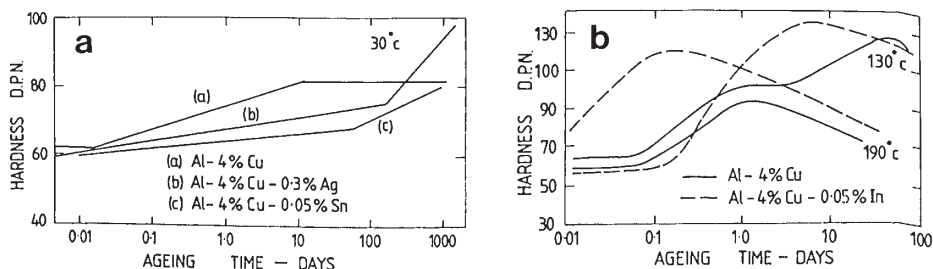 a
HARDNESS D.P.N.
100
80
60
40
30°c
(a)
(b)
(c)
(a) Al-4% Cu
(b) Al-4% Cu-0·3% Ag
(c) Al-4% Cu-0·05% Sn
0·01 0·1 1·0 10 100 1000
AGEING TIME — DAYS
b
HARDNESS D.P.N.
130
110
90
70
50
30
130°c
190°c
Al-4% Cu
Al-4% Cu-0·05% In
0·01 0·1 1·0 10 100
AGEING TIME — DAYS